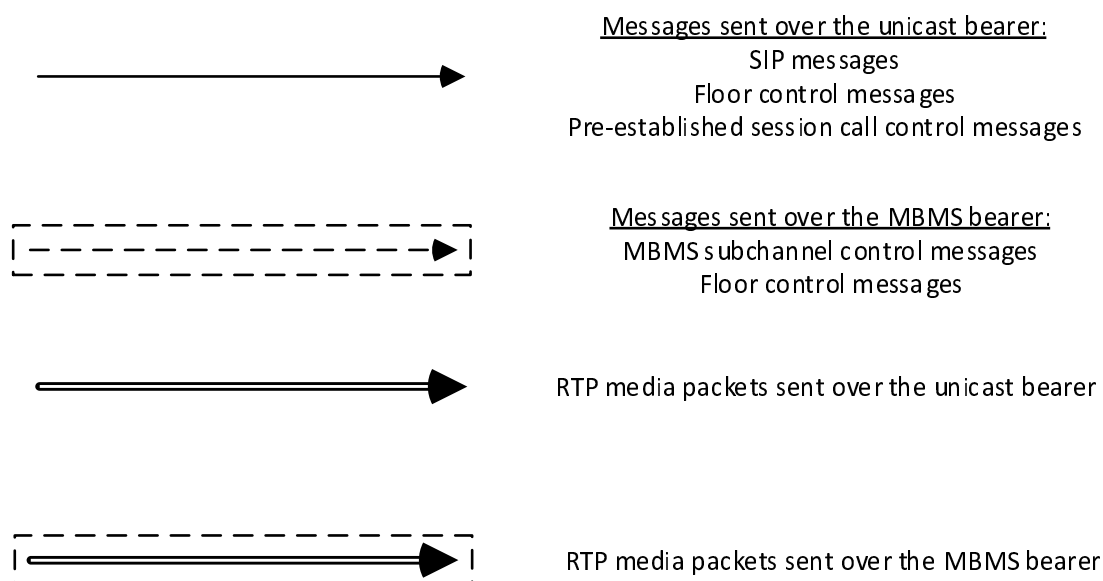 Messages sent over the unicast bearer:
SIP messages
Floor control messages
Pre-established session call control messages
Messages sent over the MBMS bearer:
MBMS subchannel control messages
Floor control messages
RTP media packets sent over the unicast bearer
RTP media packets sent over the MBMS bearer